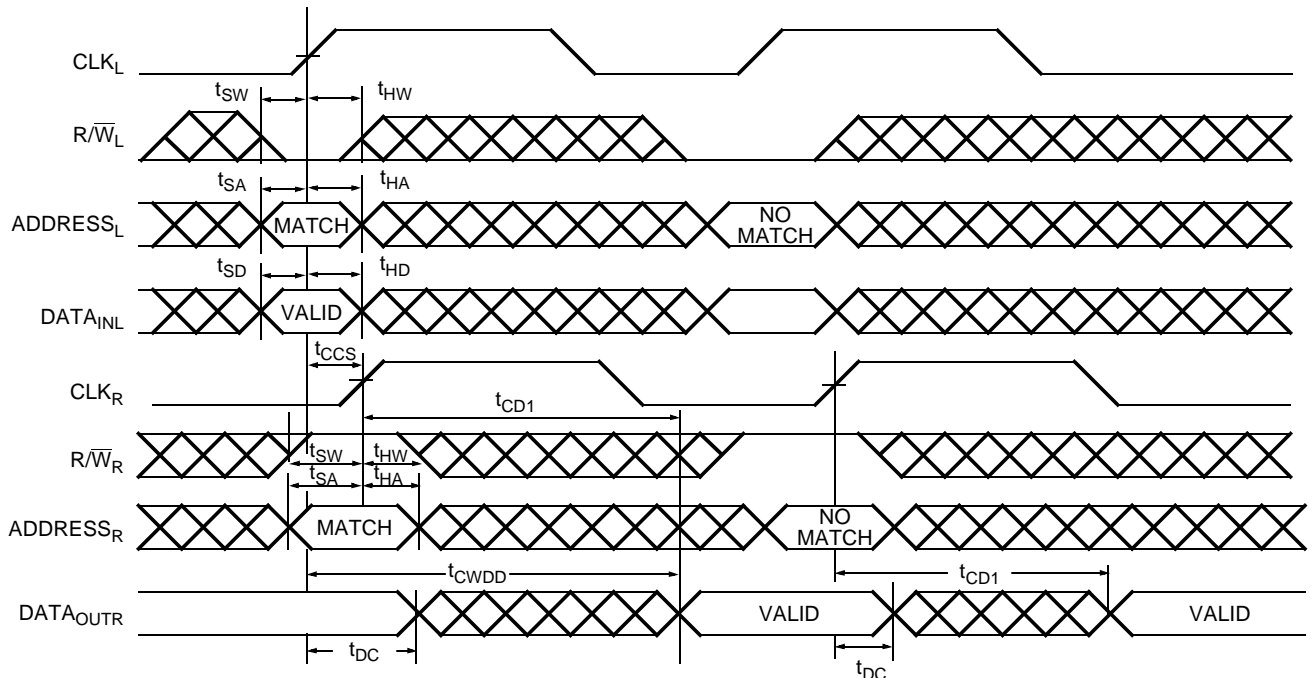 CLK_L
t_SW t_HW
R/W̅_L
t_SA t_HA
ADDRESS_L MATCH NO MATCH
t_SD t_HD
DATA_INL VALID
t_CCS
CLK_R
t_CD1
R/W̅_R
t_SW t_HW
t_SA t_HA
ADDRESS_R MATCH NO MATCH
t_CWDD t_CD1
DATA_OUTR VALID VALID
t_DC t_DC